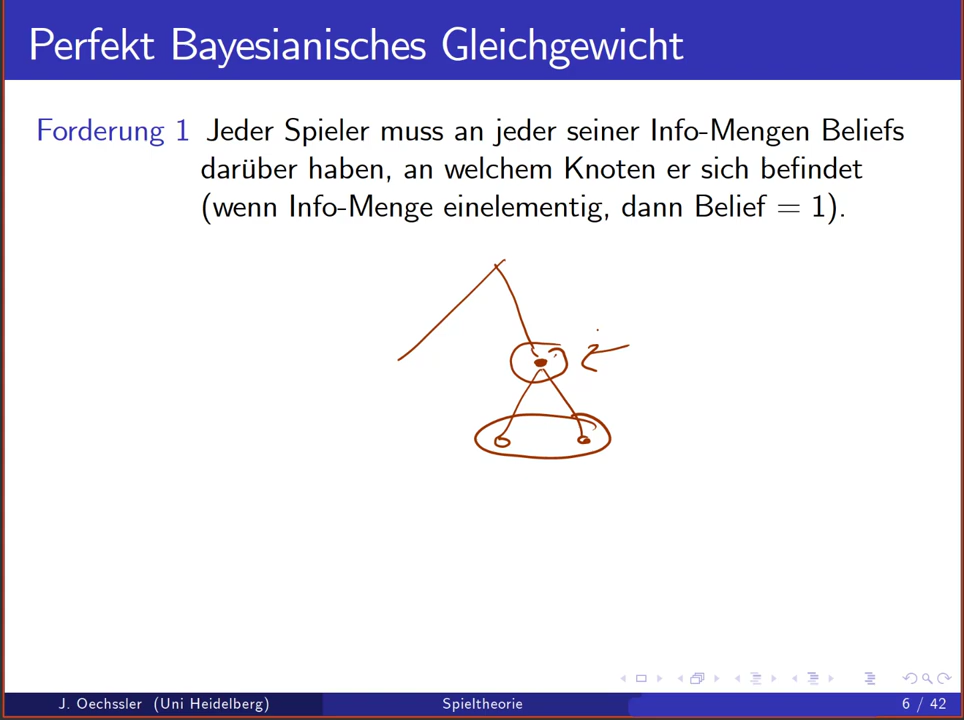 Perfekt Bayesianisches Gleichgewicht
Forderung 1 Jeder Spieler muss an jeder seiner Info-Mengen Beliefs
darüber haben, an welchem Knoten er sich befindet
(wenn Info-Menge einelementig, dann Belief = 1).
J. Oechssler (Uni Heidelberg)
Spieltheorie
6 / 42